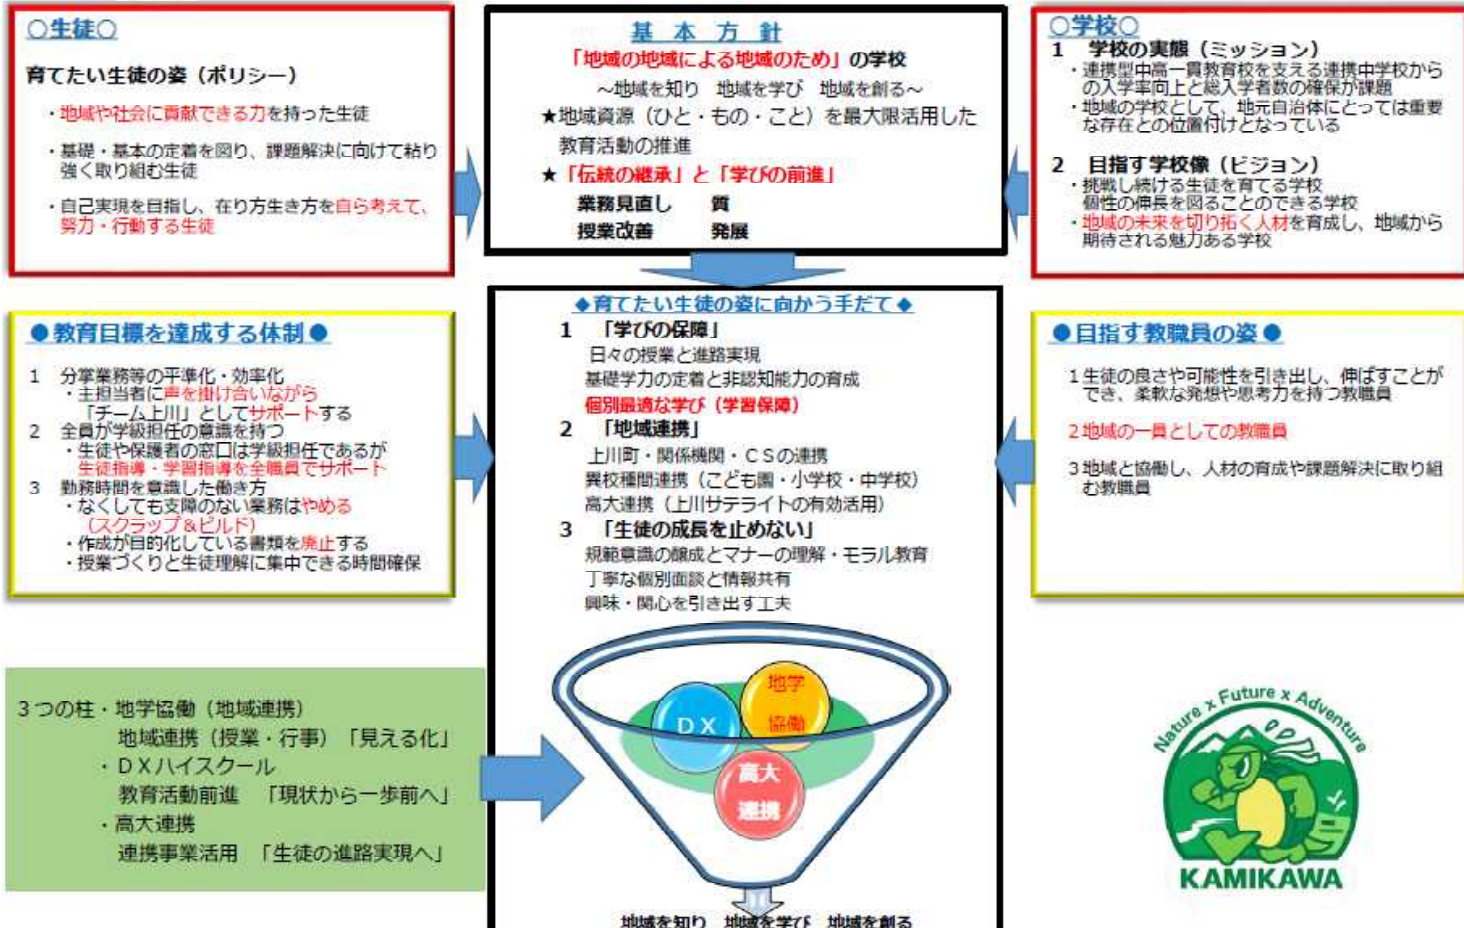 ○生徒○
育てたい生徒の姿（ポリシー）
・地域や社会に貢献できる力を持った生徒
・基礎・基本の定着を図り、課題解決に向けて粘り
強く取り組む生徒
・自己実現を目指し、在り方生き方を自ら考えて、
努力・行動する生徒
基 本 方 針
「地域の地域による地域のため」の学校
～地域を知り 地域を学び 地域を創る～
★地域資源（ひと・もの・こと）を最大限活用した
教育活動の推進
★「伝統の継承」と「学びの前進」
業務見直し 質
授業改善 発展
○学校○
1 学校の実態（ミッション）
・連携型中高一貫教育校を支える連携中学校から
の入学率向上と総入学者数の確保が課題
・地域の学校として、地元自治体にとっては重要
な存在との位置付けとなっている
2 目指す学校像（ビジョン）
・挑戦し続ける生徒を育てる学校
個性の伸長を図ることのできる学校
・地域の未来を切り拓く人材を育成し、地域から
期待される魅力ある学校
●教育目標を達成する体制●
1 分掌業務等の平準化・効率化
・主担当者に声を掛け合いながら
「チーム上川」としてサポートする
2 全員が学級担任の意識を持つ
・生徒や保護者の窓口は学級担任であるが
生徒指導・学習指導を全職員でサポート
3 勤務時間を意識した働き方
・なくしても支障のない業務はやめる
（スクラップ＆ビルド）
・作成が目的化している書類を廃止する
・授業づくりと生徒理解に集中できる時間確保
◆育てたい生徒の姿に向かう手だて◆
1 「学びの保障」
日々の授業と進路実現
基礎学力の定着と非認知能力の育成
個別最適な学び（学習保障）
2 「地域連携」
上川町・関係機関・ＣＳの連携
異校種間連携（こども園・小学校・中学校）
高大連携（上川サテライトの有効活用）
3 「生徒の成長を止めない」
規範意識の醸成とマナーの理解・モラル教育
丁寧な個別面談と情報共有
興味・関心を引き出す工夫
●目指す教職員の姿●
1生徒の良さや可能性を引き出し、伸ばすことが
でき、柔軟な発想や思考力を持つ教職員
2地域の一員としての教職員
3地域と協働し、人材の育成や課題解決に取り組
む教職員
3つの柱・地学協働（地域連携）
地域連携（授業・行事）「見える化」
・ＤＸハイスクール
教育活動前進 「現状から一歩前へ」
・高大連携
連携事業活用 「生徒の進路実現へ」
地学
協働
ＤＸ
高大
連携
地域を知り 地域を学び 地域を創る
Nature x Future x Adventure
KAMIKAWA